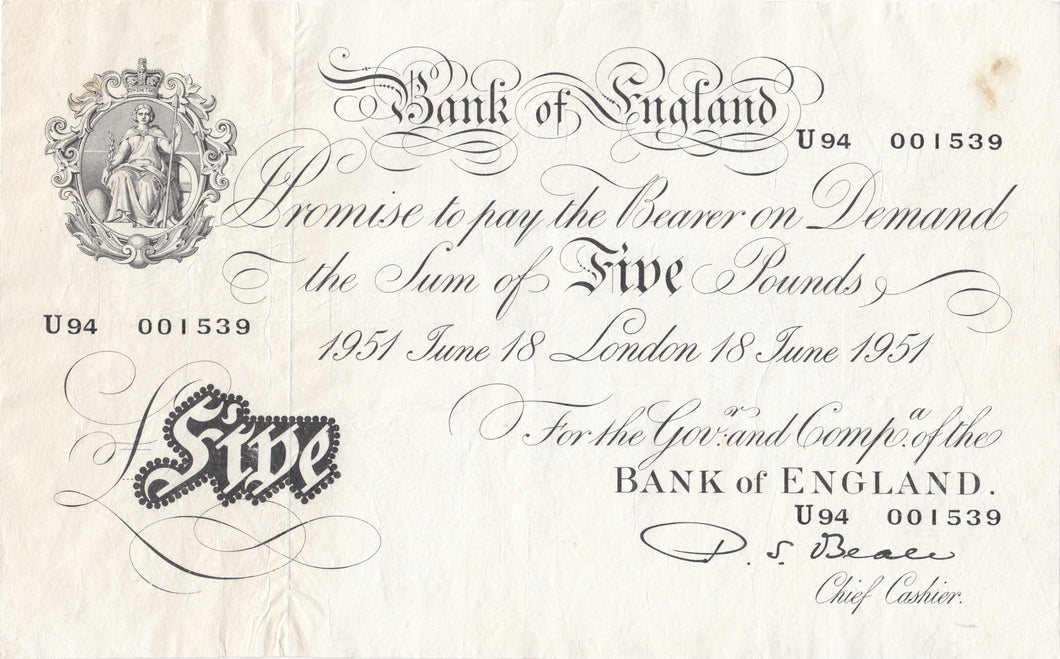 Bank of England
U94 001539
I Promise to pay the Bearer on Demand
the Sum of Five Pounds
U94 001539
1951 June 18 London 18 June 1951
£ Five
For the Gov.r and Comp.a of the
BANK of ENGLAND.
U94 001539
P. S. Beale
Chief Cashier.